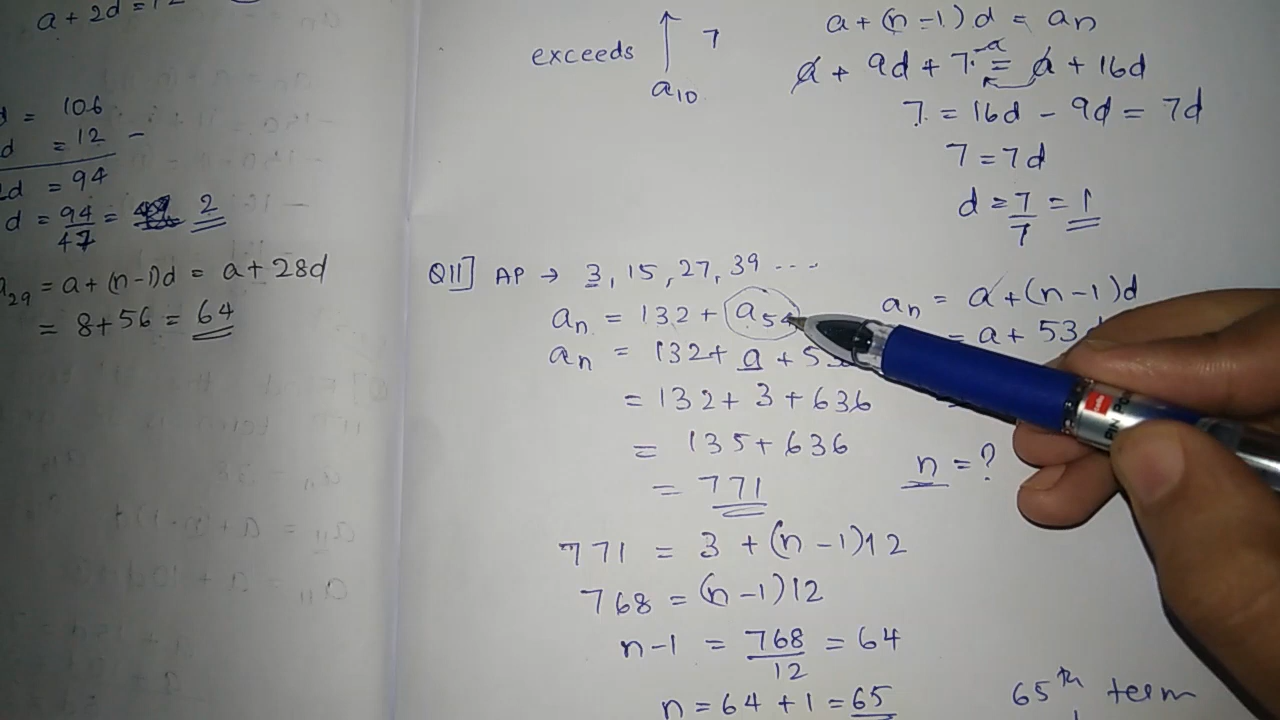 a + 2d = 12
d = 106
d = 12 -
2d = 94
d = 94/47 = 2
a29 = a+(n-1)d = a+28d
= 8+56 = 64
exceeds 7
a10
a+(n-1)d = an
a + 9d + 7 -a = a + 16d
7 = 16d - 9d = 7d
7 = 7d
d = 7/7 = 1
Q11] AP → 3, 15, 27, 39 ....
an = 132 + a54
an = 132 + a + 53
= 132 + 3 + 636
= 135 + 636
= 771
an = a+(n-1)d
= a + 53d
n = ?
771 = 3 + (n-1)12
768 = (n-1)12
n-1 = 768/12 = 64
n = 64 + 1 = 65
65th term